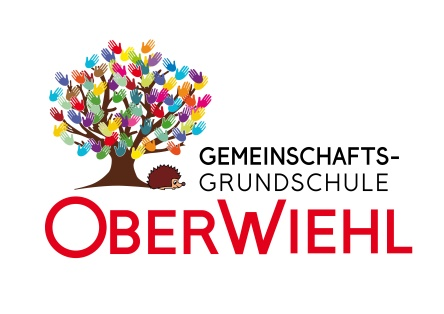 GEMEINSCHAFTS-
GRUNDSCHULE
OBERWIEHL